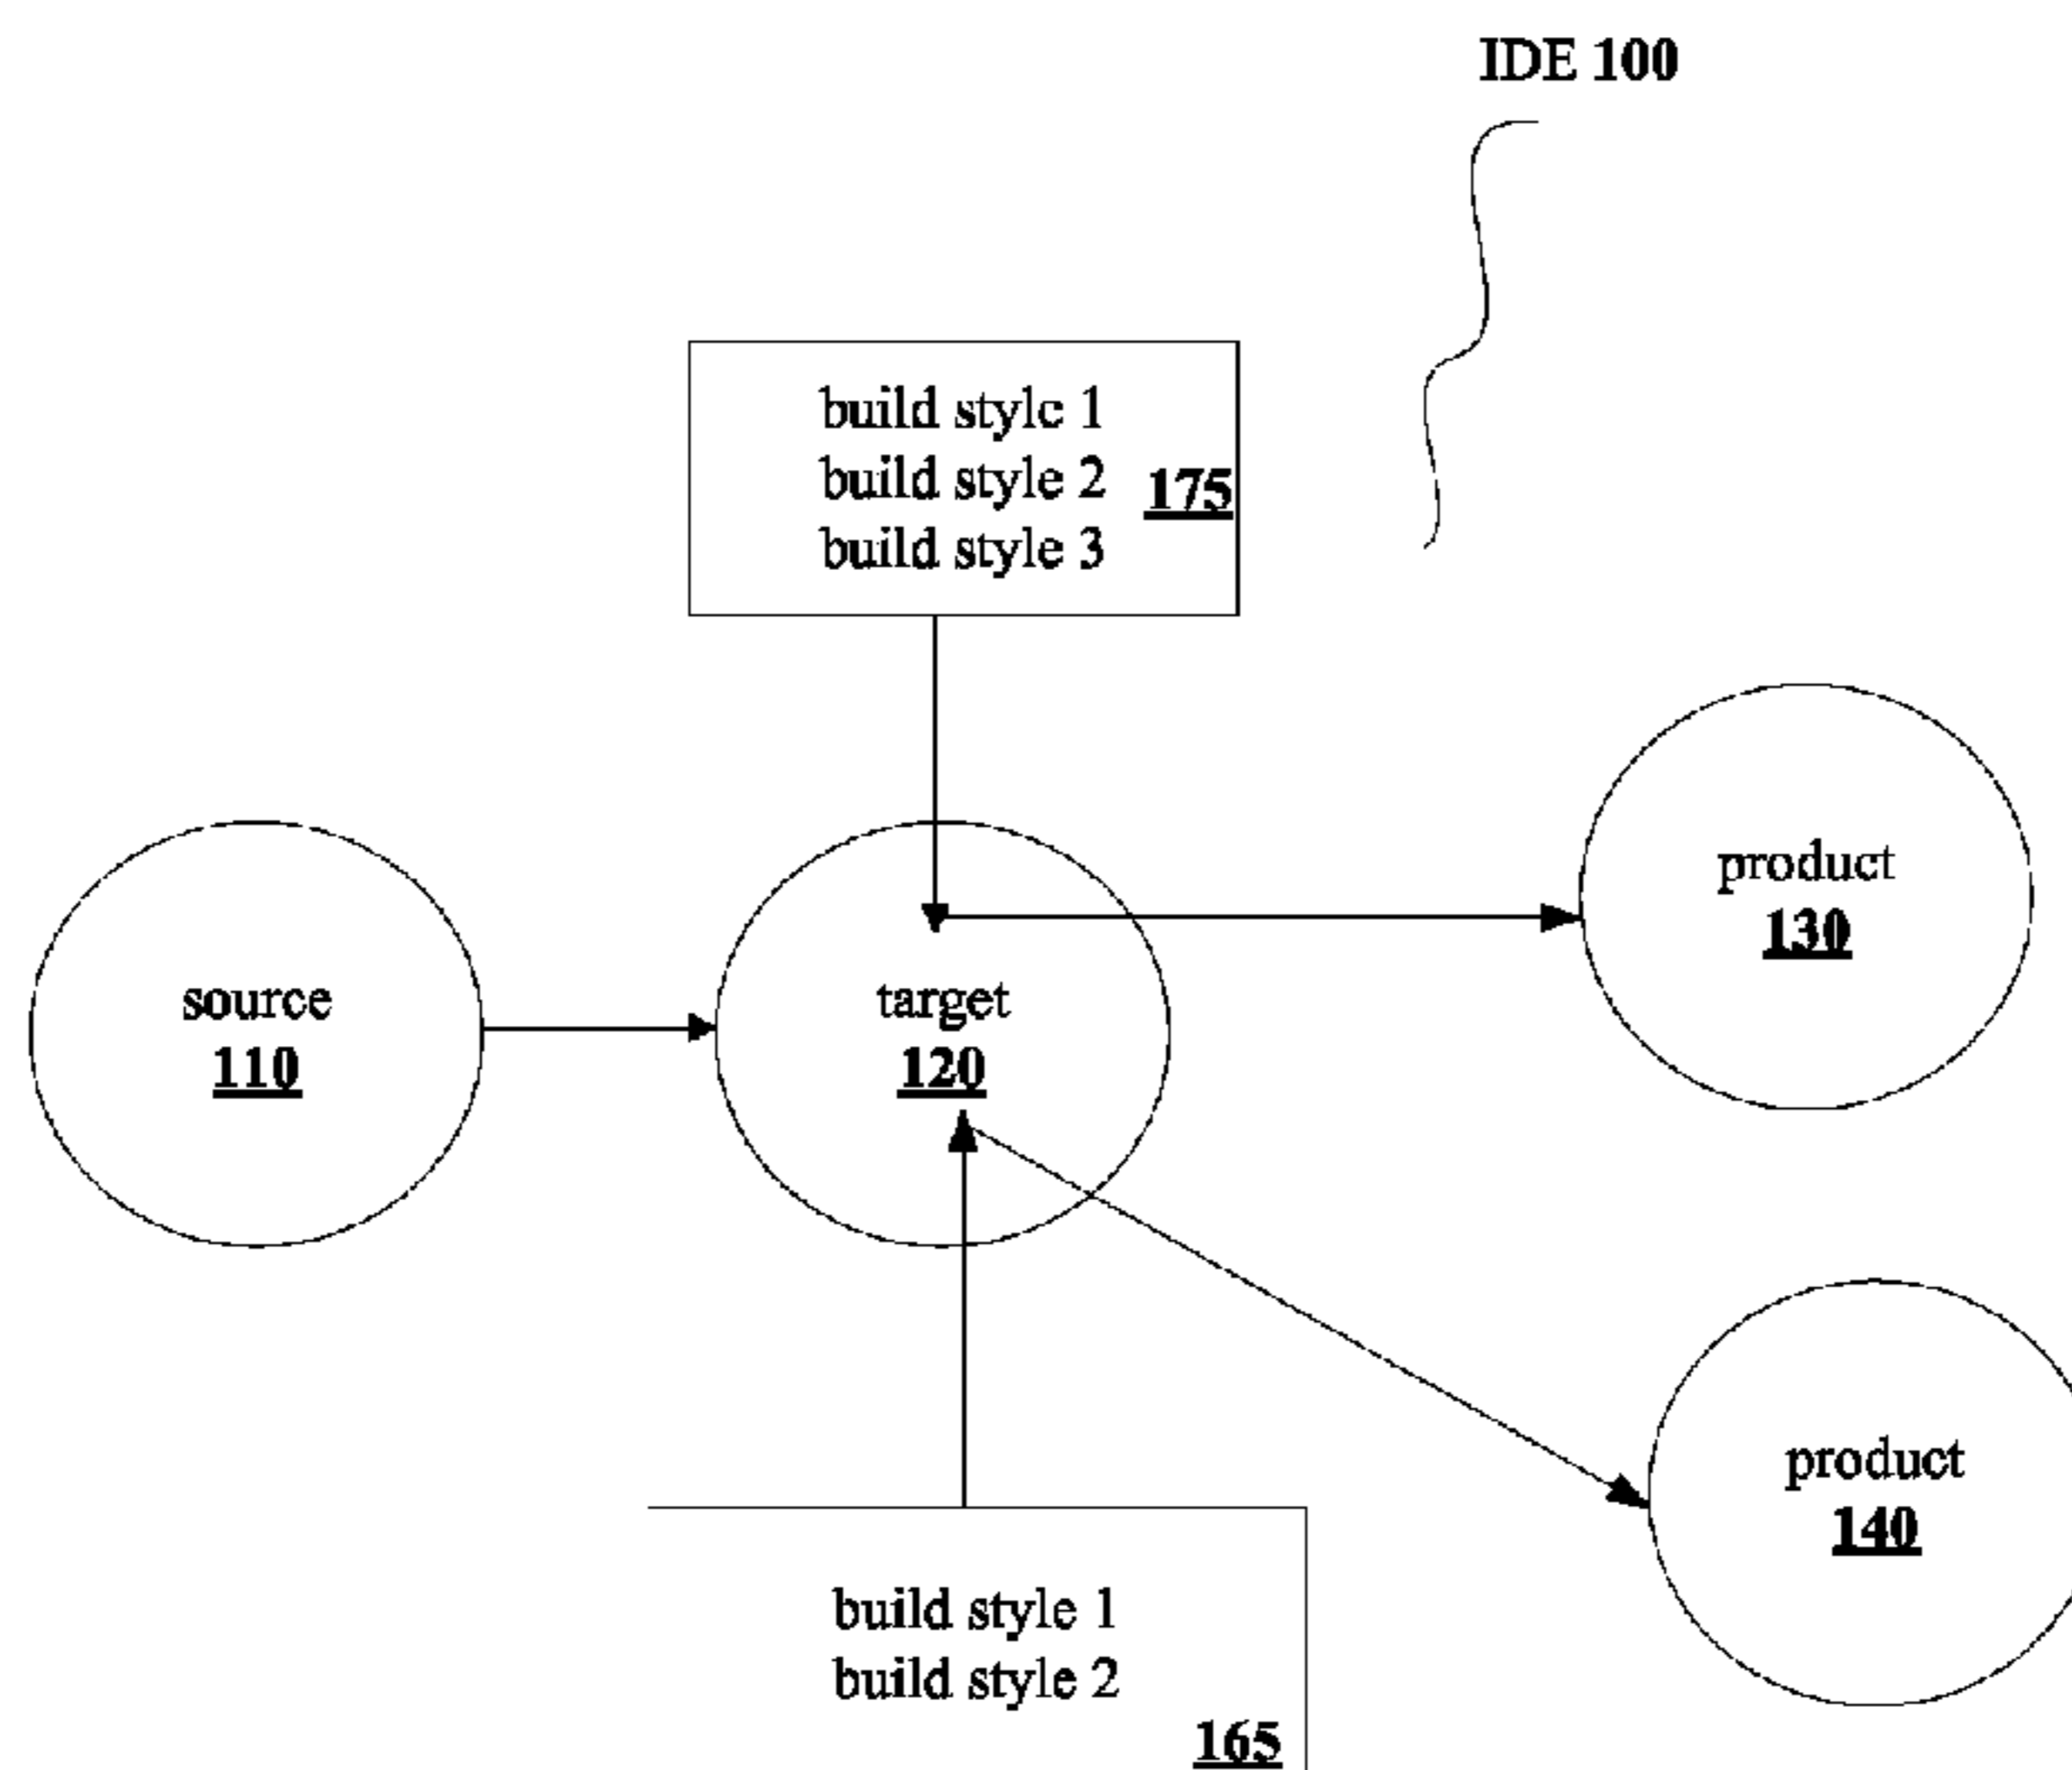 IDE 100
build style 1
build style 2
175
build style 3
product
130
source
110
target
120
product
140
build style 1
build style 2
165